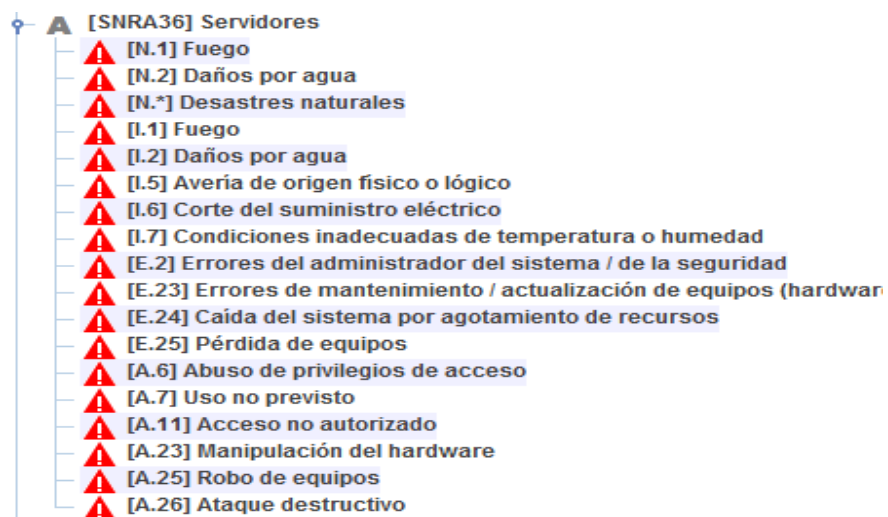 A [SNRA36] Servidores
[N.1] Fuego
[N.2] Daños por agua
[N.*] Desastres naturales
[I.1] Fuego
[I.2] Daños por agua
[I.5] Avería de origen físico o lógico
[I.6] Corte del suministro eléctrico
[I.7] Condiciones inadecuadas de temperatura o humedad
[E.2] Errores del administrador del sistema / de la seguridad
[E.23] Errores de mantenimiento / actualización de equipos (hardware
[E.24] Caída del sistema por agotamiento de recursos
[E.25] Pérdida de equipos
[A.6] Abuso de privilegios de acceso
[A.7] Uso no previsto
[A.11] Acceso no autorizado
[A.23] Manipulación del hardware
[A.25] Robo de equipos
[A.26] Ataque destructivo